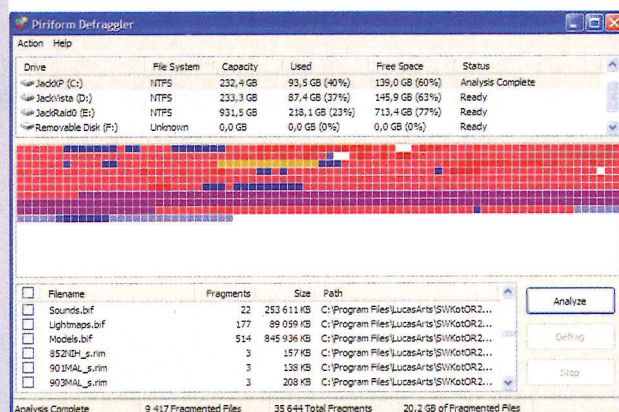 Piriform Defraggler
Action Help
Drive File System Capacity Used Free Space Status
JackXP (C:) NTFS 232,4 GB 93,5 GB (40%) 139,0 GB (60%) Analysis Complete
JackVista (D:) NTFS 233,3 GB 87,4 GB (37%) 145,9 GB (63%) Ready
JackRaid0 (E:) NTFS 931,5 GB 218,1 GB (23%) 713,4 GB (77%) Ready
Removable Disk (F:) Unknown 0,0 GB 0,0 GB (0%) 0,0 GB (0%) Ready
Filename Fragments Size Path
Sounds.bif 22 253 611 KB C:\Program Files\LucasArts\SWKotOR2...
Lightmaps.bif 177 89 059 KB C:\Program Files\LucasArts\SWKotOR2...
Models.bif 514 845 936 KB C:\Program Files\LucasArts\SWKotOR2...
852NIH_s.rim 3 157 KB C:\Program Files\LucasArts\SWKotOR2...
901MAL_s.rim 3 138 KB C:\Program Files\LucasArts\SWKotOR2...
903MAL_s.rim 3 208 KB C:\Program Files\LucasArts\SWKotOR2...
Analyze
Defrag
Stop
Analysis Complete 9 417 Fragmented Files 35 644 Total Fragments 20,2 GB of Fragmented Files